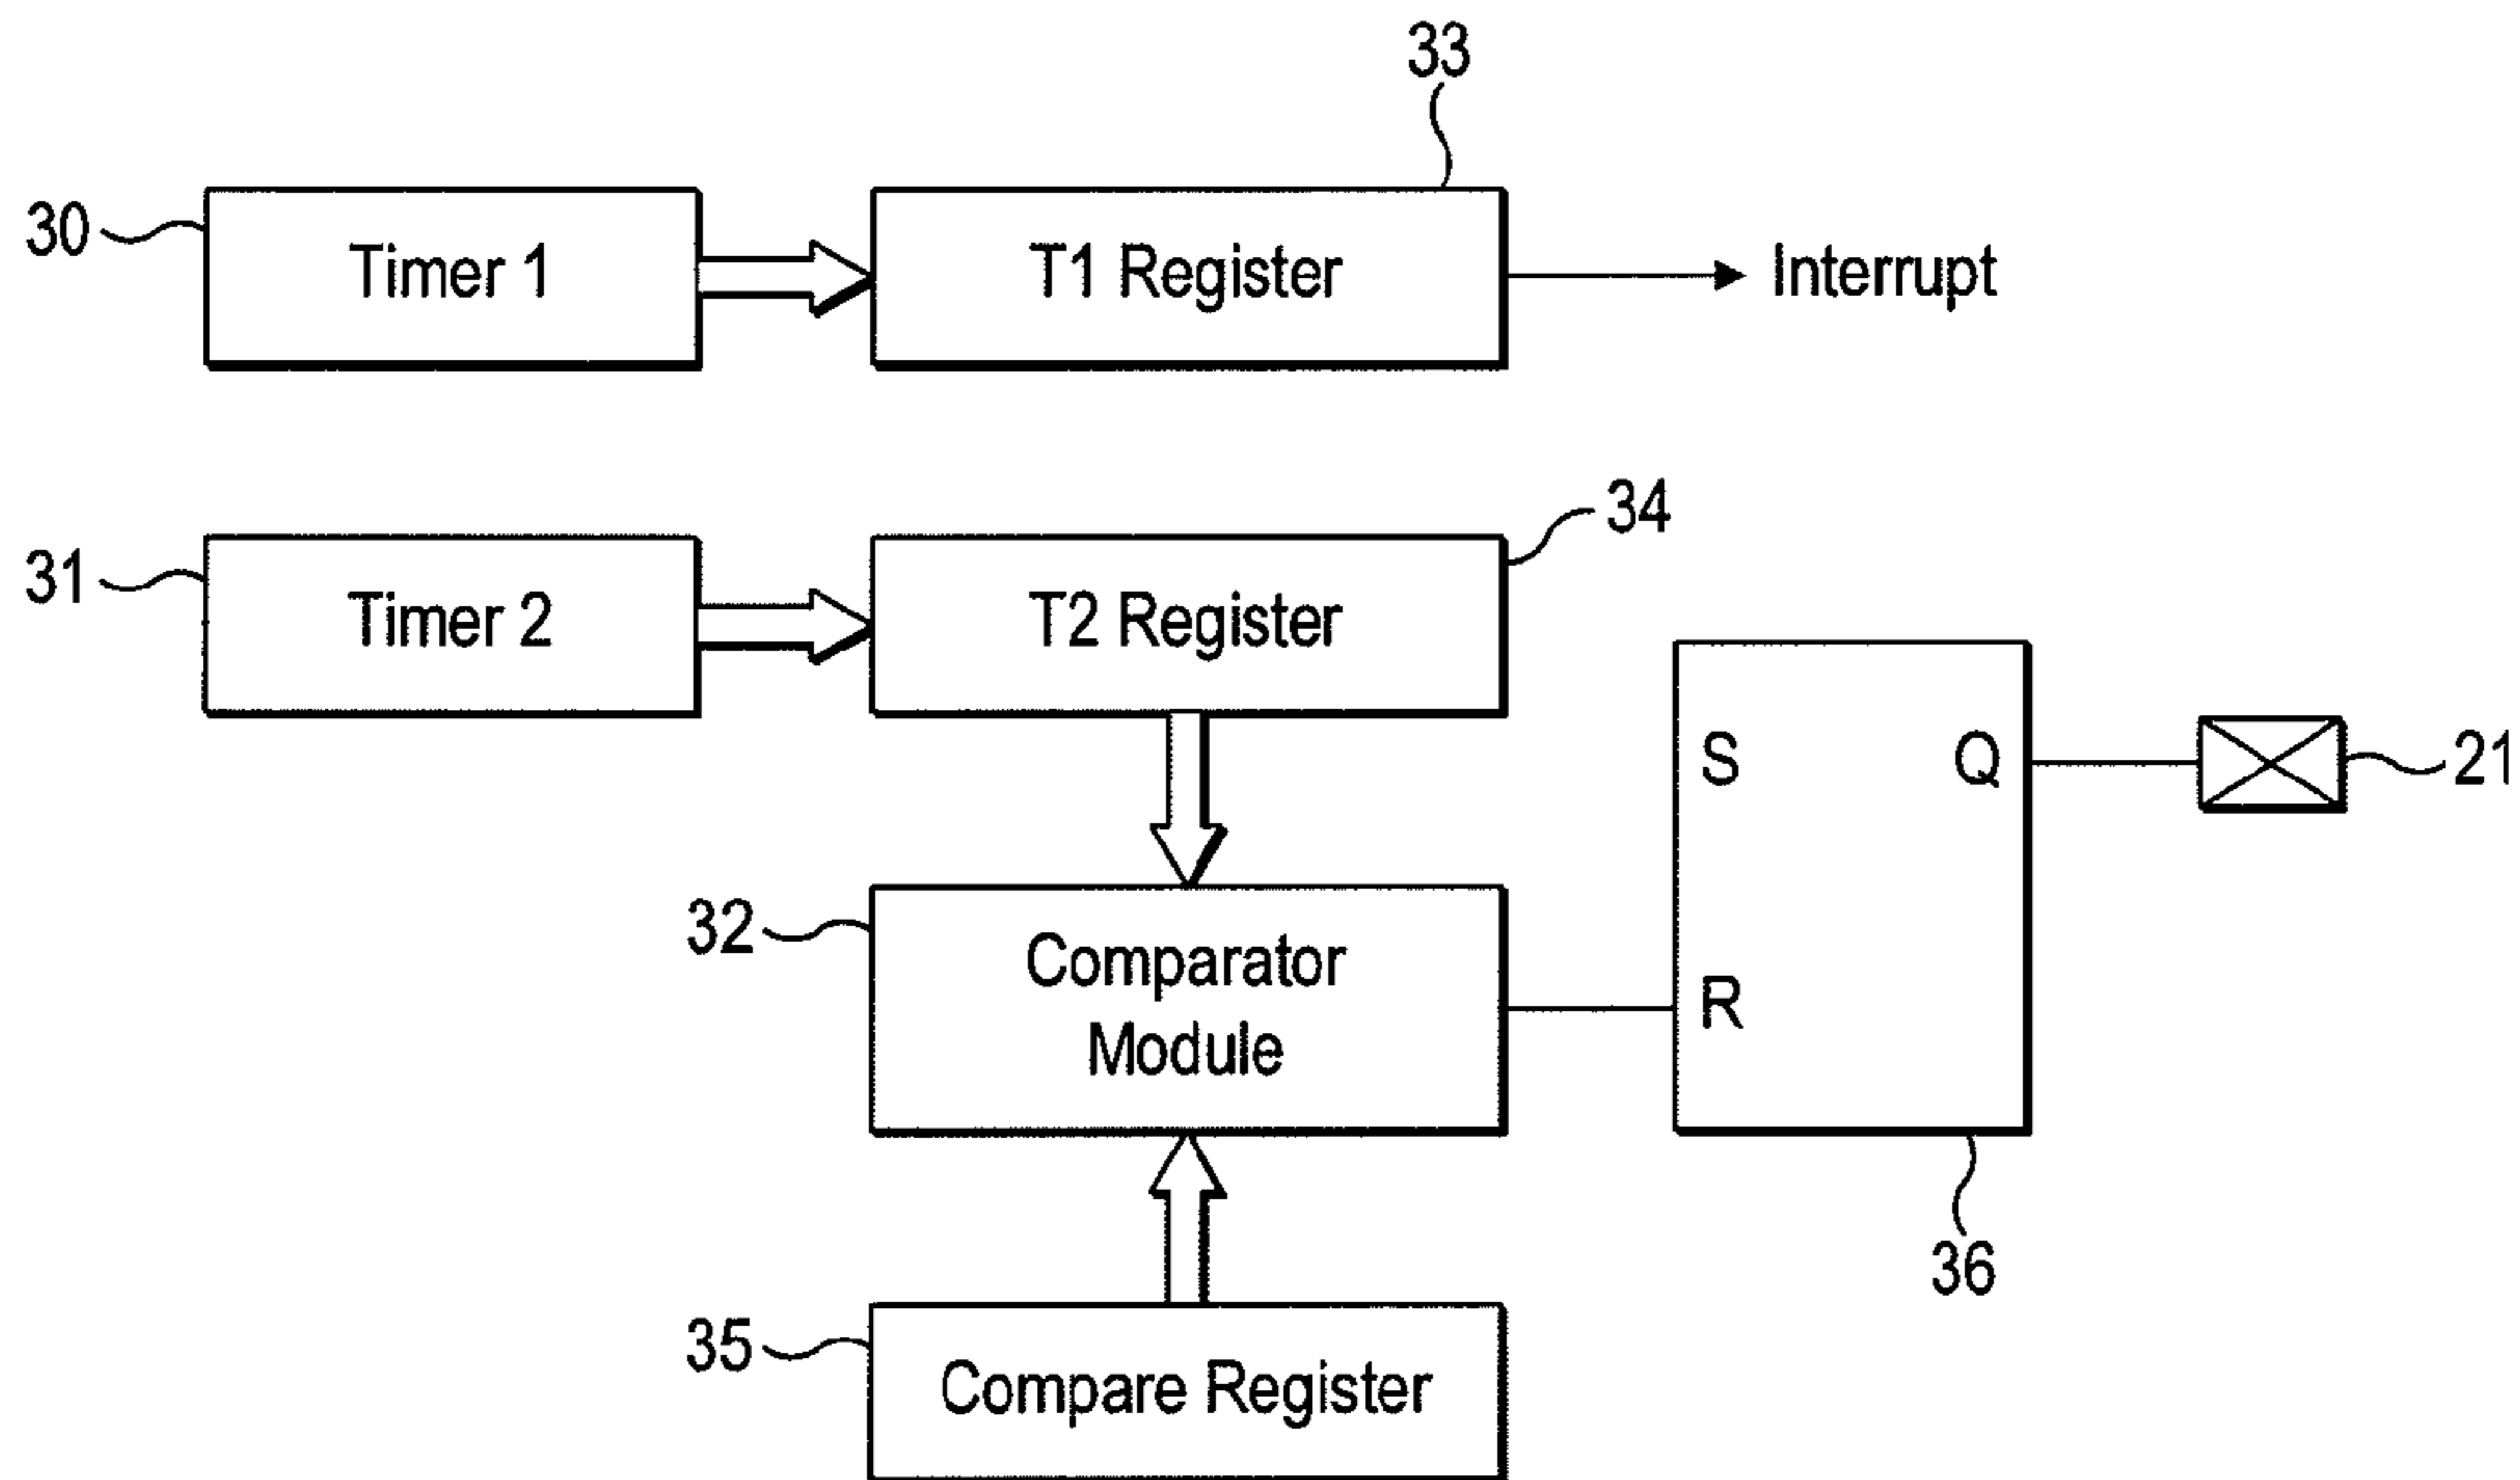 33
30
Timer 1
T1 Register
Interrupt
34
31
Timer 2
T2 Register
S
Q
21
32
Comparator
Module
R
36
35
Compare Register